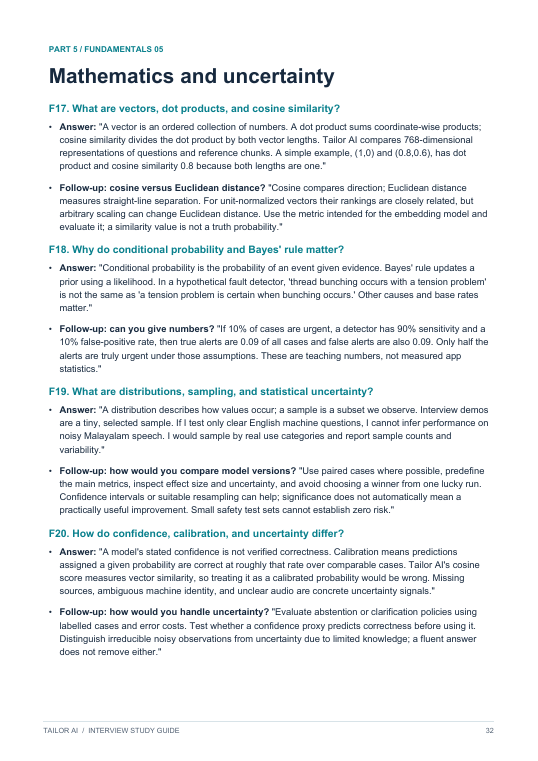 PART 5 / FUNDAMENTALS 05
Mathematics and uncertainty
F17. What are vectors, dot products, and cosine similarity?
• Answer: "A vector is an ordered collection of numbers. A dot product sums coordinate-wise products;
cosine similarity divides the dot product by both vector lengths. Tailor AI compares 768-dimensional
representations of questions and reference chunks. A simple example, (1,0) and (0.8,0.6), has dot
product and cosine similarity 0.8 because both lengths are one."
• Follow-up: cosine versus Euclidean distance? "Cosine compares direction; Euclidean distance
measures straight-line separation. For unit-normalized vectors their rankings are closely related, but
arbitrary scaling can change Euclidean distance. Use the metric intended for the embedding model and
evaluate it; a similarity value is not a truth probability."
F18. Why do conditional probability and Bayes' rule matter?
• Answer: "Conditional probability is the probability of an event given evidence. Bayes' rule updates a
prior using a likelihood. In a hypothetical fault detector, 'thread bunching occurs with a tension problem'
is not the same as 'a tension problem is certain when bunching occurs.' Other causes and base rates
matter."
• Follow-up: can you give numbers? "If 10% of cases are urgent, a detector has 90% sensitivity and a
10% false-positive rate, then true alerts are 0.09 of all cases and false alerts are also 0.09. Only half the
alerts are truly urgent under those assumptions. These are teaching numbers, not measured app
statistics."
F19. What are distributions, sampling, and statistical uncertainty?
• Answer: "A distribution describes how values occur; a sample is a subset we observe. Interview demos
are a tiny, selected sample. If I test only clear English machine questions, I cannot infer performance on
noisy Malayalam speech. I would sample by real use categories and report sample counts and
variability."
• Follow-up: how would you compare model versions? "Use paired cases where possible, predefine
the main metrics, inspect effect size and uncertainty, and avoid choosing a winner from one lucky run.
Confidence intervals or suitable resampling can help; significance does not automatically mean a
practically useful improvement. Small safety test sets cannot establish zero risk."
F20. How do confidence, calibration, and uncertainty differ?
• Answer: "A model's stated confidence is not verified correctness. Calibration means predictions
assigned a given probability are correct at roughly that rate over comparable cases. Tailor AI's cosine
score measures vector similarity, so treating it as a calibrated probability would be wrong. Missing
sources, ambiguous machine identity, and unclear audio are concrete uncertainty signals."
• Follow-up: how would you handle uncertainty? "Evaluate abstention or clarification policies using
labelled cases and error costs. Test whether a confidence proxy predicts correctness before using it.
Distinguish irreducible noisy observations from uncertainty due to limited knowledge; a fluent answer
does not remove either."
TAILOR AI / INTERVIEW STUDY GUIDE
32